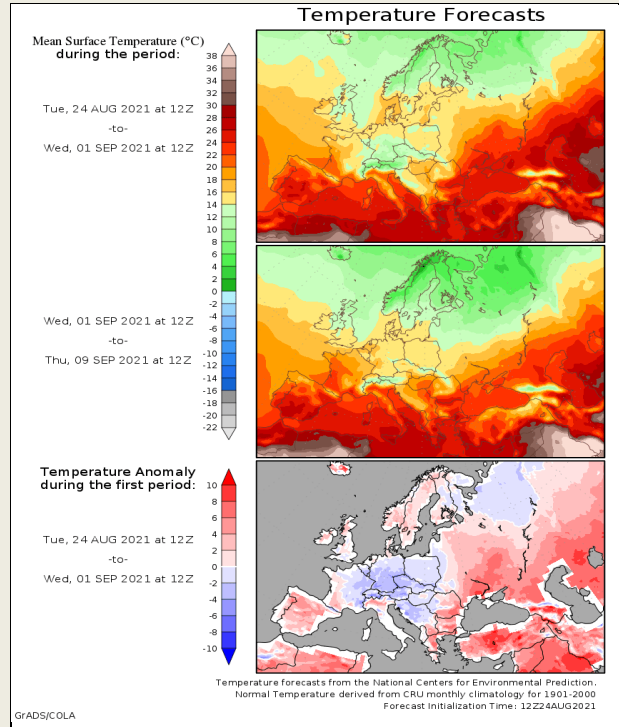 Temperature Forecasts
Mean Surface Temperature (°C)
during the period:
Tue, 24 AUG 2021 at 12Z
-to-
Wed, 01 SEP 2021 at 12Z
38
36
34
32
30
28
26
24
22
20
18
16
14
12
10
8
6
4
2
0
-2
-4
-6
-8
-10
-12
-14
-16
-18
-20
-22
Wed, 01 SEP 2021 at 12Z
-to-
Thu, 09 SEP 2021 at 12Z
Temperature Anomaly
during the first period:
Tue, 24 AUG 2021 at 12Z
-to-
Wed, 01 SEP 2021 at 12Z
10
8
6
4
2
0
-2
-4
-6
-8
-10
Temperature forecasts from the National Centers for Environmental Prediction.
Normal Temperature derived from CRU monthly climatology for 1901-2000
Forecast Initialization Time: 12Z24AUG2021
GrADS/COLA